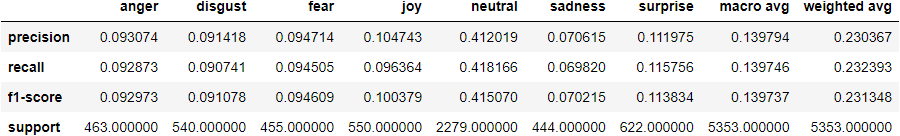 anger disgust fear joy neutral sadness surprise macro avg weighted avg
precision 0.093074 0.091418 0.094714 0.104743 0.412019 0.070615 0.111975 0.139794 0.230367
recall 0.092873 0.090741 0.094505 0.096364 0.418166 0.069820 0.115756 0.139746 0.232393
f1-score 0.092973 0.091078 0.094609 0.100379 0.415070 0.070215 0.113834 0.139737 0.231348
support 463.000000 540.000000 455.000000 550.000000 2279.000000 444.000000 622.000000 5353.000000 5353.000000